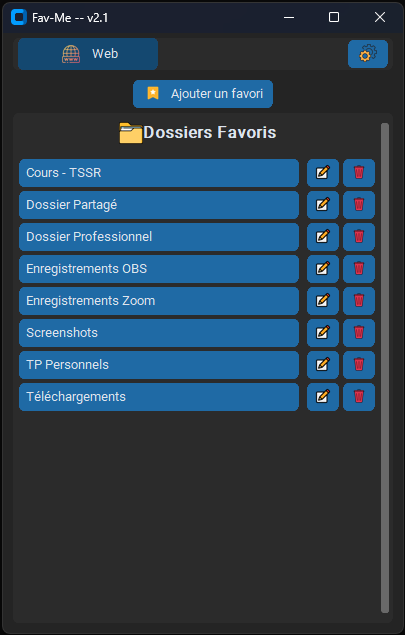 Fav-Me -- v2.1
Web
Ajouter un favori
Dossiers Favoris
Cours - TSSR
Dossier Partagé
Dossier Professionnel
Enregistrements OBS
Enregistrements Zoom
Screenshots
TP Personnels
Téléchargements